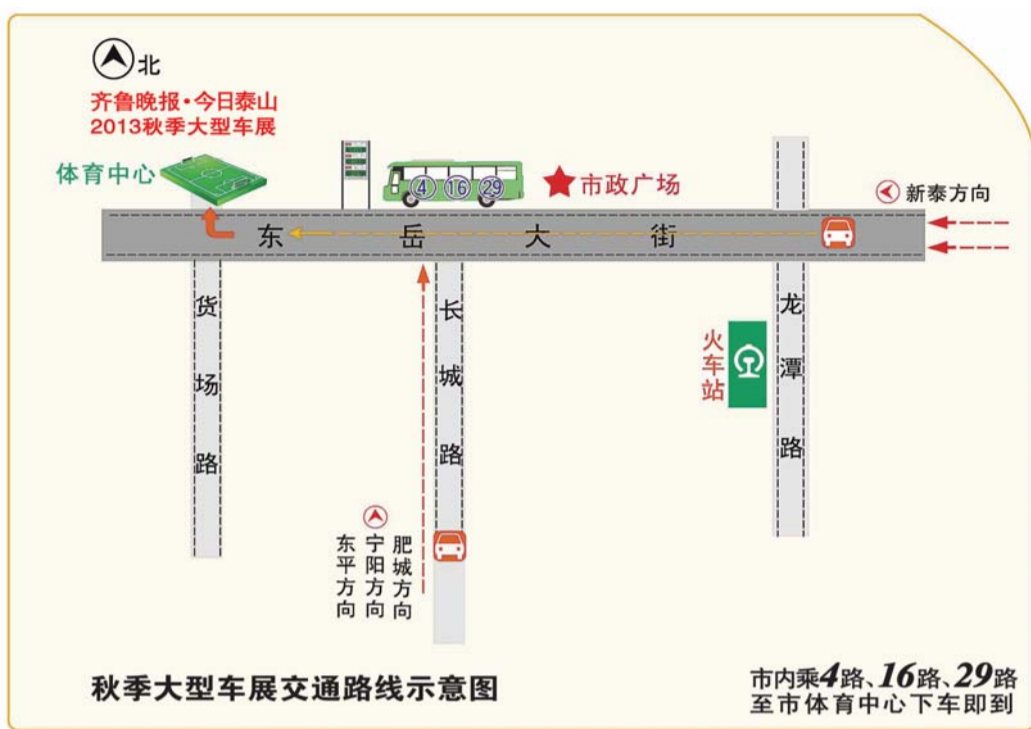 北
齐鲁晚报·今日泰山
2013秋季大型车展
体育中心
4 16 29
市政广场
新泰方向
东岳大街
货场路
长城路
龙潭路
火车站
东平方向
宁阳方向
肥城方向
秋季大型车展交通路线示意图
市内乘4路、16路、29路
至市体育中心下车即到